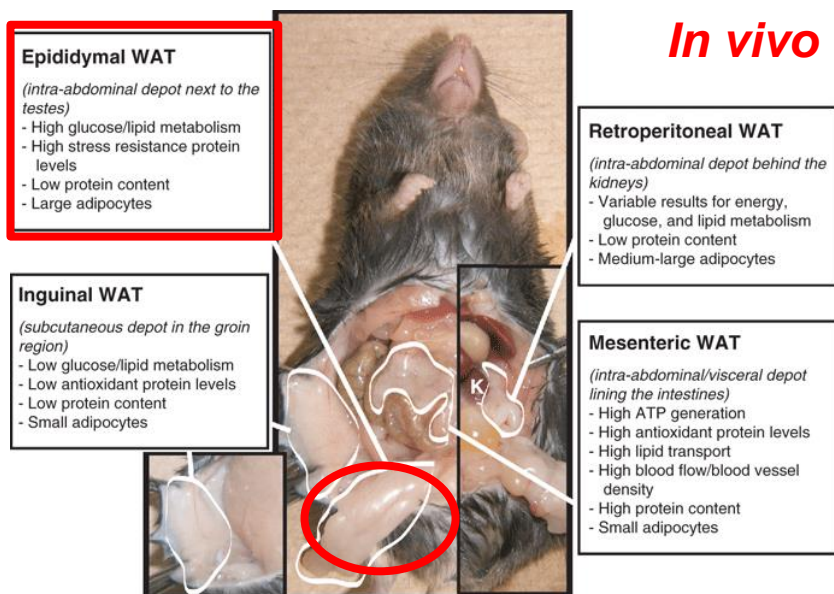 In vivo
Epididymal WAT
(intra-abdominal depot next to the
testes)
- High glucose/lipid metabolism
- High stress resistance protein
levels
- Low protein content
- Large adipocytes
Retroperitoneal WAT
(intra-abdominal depot behind the
kidneys)
- Variable results for energy,
glucose, and lipid metabolism
- Low protein content
- Medium-large adipocytes
Inguinal WAT
(subcutaneous depot in the groin
region)
- Low glucose/lipid metabolism
- Low antioxidant protein levels
- Low protein content
- Small adipocytes
K
Mesenteric WAT
(intra-abdominal/visceral depot
lining the intestines)
- High ATP generation
- High antioxidant protein levels
- High lipid transport
- High blood flow/blood vessel
density
- High protein content
- Small adipocytes